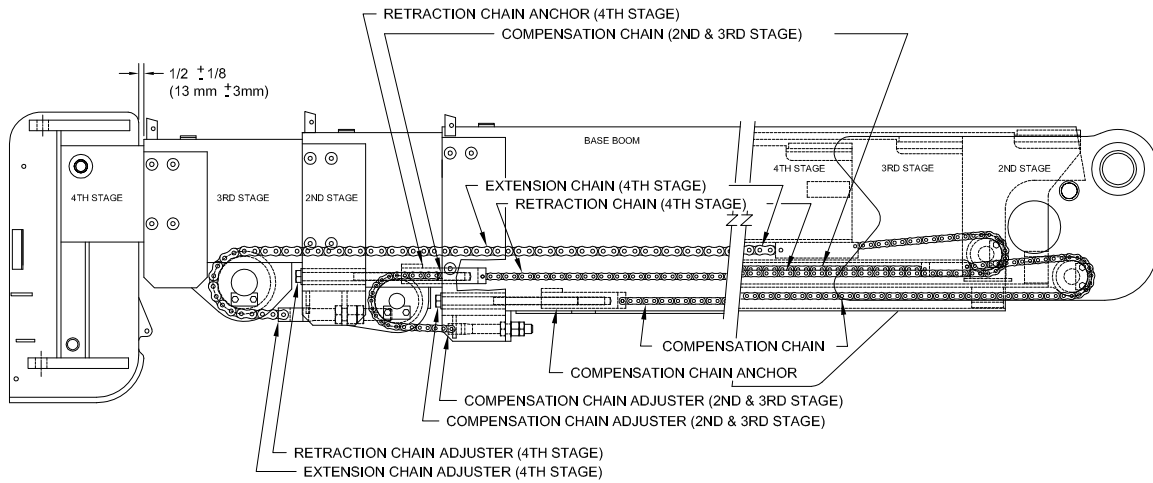 RETRACTION CHAIN ANCHOR (4TH STAGE)
COMPENSATION CHAIN (2ND & 3RD STAGE)
1/2 ± 1/8
(13 mm ± 3mm)
BASE BOOM
4TH STAGE
3RD STAGE
2ND STAGE
EXTENSION CHAIN (4TH STAGE)
RETRACTION CHAIN (4TH STAGE)
4TH STAGE
3RD STAGE
2ND STAGE
COMPENSATION CHAIN
COMPENSATION CHAIN ANCHOR
COMPENSATION CHAIN ADJUSTER (2ND & 3RD STAGE)
COMPENSATION CHAIN ADJUSTER (2ND & 3RD STAGE)
RETRACTION CHAIN ADJUSTER (4TH STAGE)
EXTENSION CHAIN ADJUSTER (4TH STAGE)